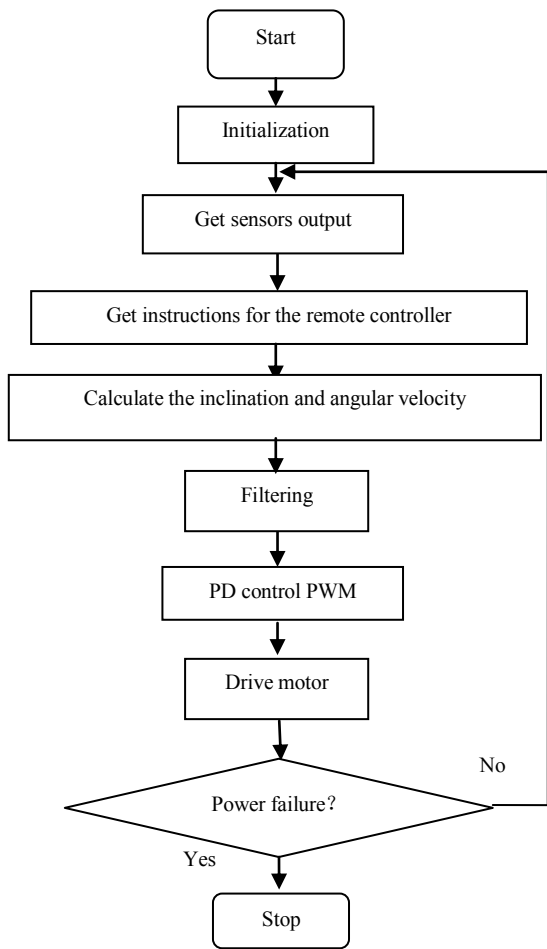 Start
Initialization
Get sensors output
Get instructions for the remote controller
Calculate the inclination and angular velocity
Filtering
PD control PWM
Drive motor
No
Power failure？
Yes
Stop